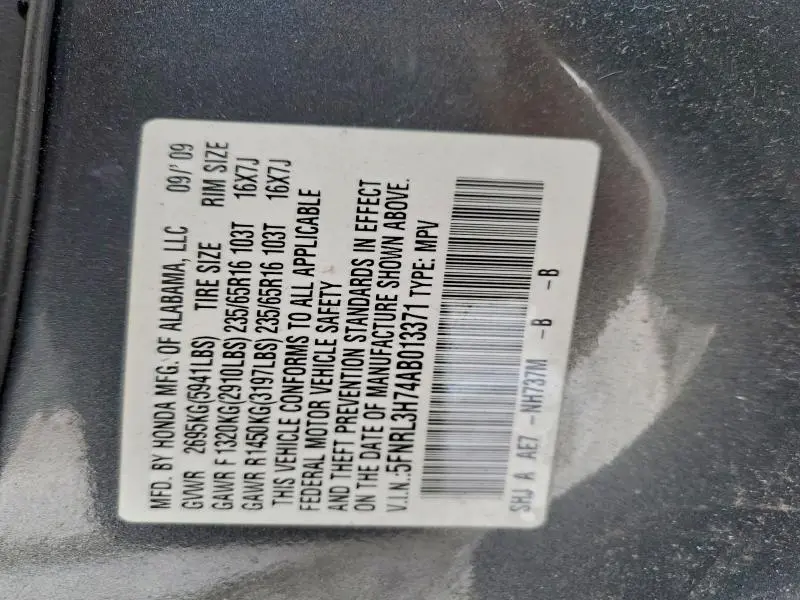 MFD. BY HONDA MFG. OF ALABAMA, LLC 09/'09
GVWR 2695KG(5941LBS) TIRE SIZE RIM SIZE
GAWR F 1320KG(2910LBS) 235/65R16 103T 16X7J
GAWR R1450KG(3197LBS) 235/65R16 103T 16X7J
THIS VEHICLE CONFORMS TO ALL APPLICABLE
FEDERAL MOTOR VEHICLE SAFETY
AND THEFT PREVENTION STANDARDS IN EFFECT
ON THE DATE OF MANUFACTURE SHOWN ABOVE.
V.I.N.:5FNRL3H74AB013371 TYPE: MPV
SHJ A AE7 -NH737M -B -B